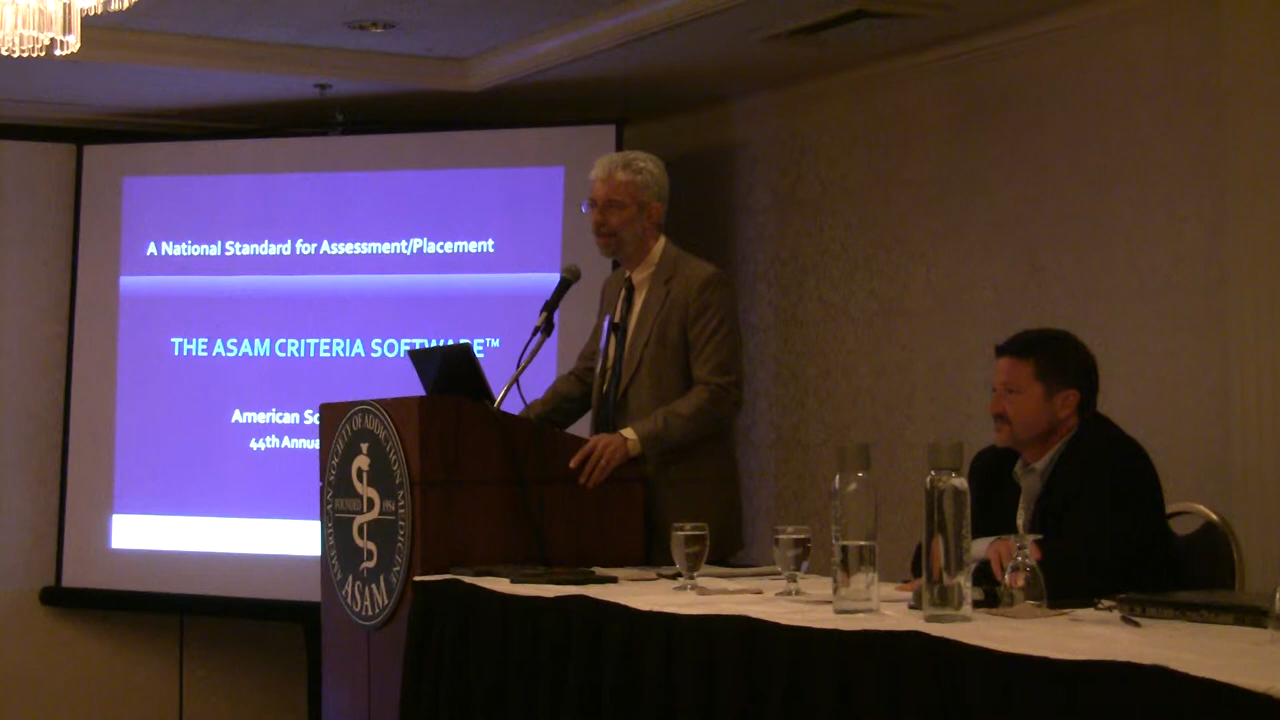 A National Standard for Assessment/Placement
THE ASAM CRITERIA SOFTWARE™
American So
44th Annua
AMERICAN SOCIETY OF ADDICTION MEDICINE
FOUNDED 1954
ASAM